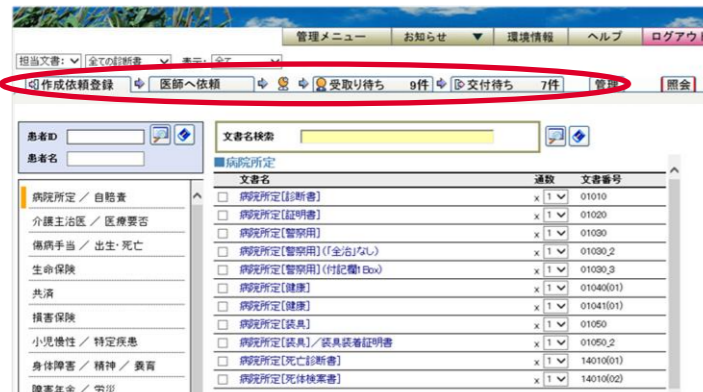 管理メニュー お知らせ ▼ 環境情報 ヘルプ ログアウト
担当文書: 全ての診断書 表示: 全て
作成依頼登録 医師へ依頼 受取り待ち 9件 交付待ち 7件 管理 照会
患者ID
患者名
文書名検索
■病院所定
文書名 通数 文書番号
病院所定[診断書] x 1 01010
病院所定[証明書] x 1 01020
病院所定[警察用] x 1 01030
病院所定[警察用](「全治」なし) x 1 01030_2
病院所定[警察用](付記欄1Box) x 1 01030_3
病院所定[健康] x 1 01040(01)
病院所定[健康] x 1 01041(01)
病院所定[装具] x 1 01050
病院所定[装具]/装具装着証明書 x 1 01050_2
病院所定[死亡診断書] x 1 14010(01)
病院所定[死体検案書] x 1 14010(02)
病院所定 / 自賠責
介護主治医 / 医療要否
傷病手当 / 出生・死亡
生命保険
共済
損害保険
小児慢性 / 特定疾患
身体障害 / 精神 / 養育
障害年金 / 労災